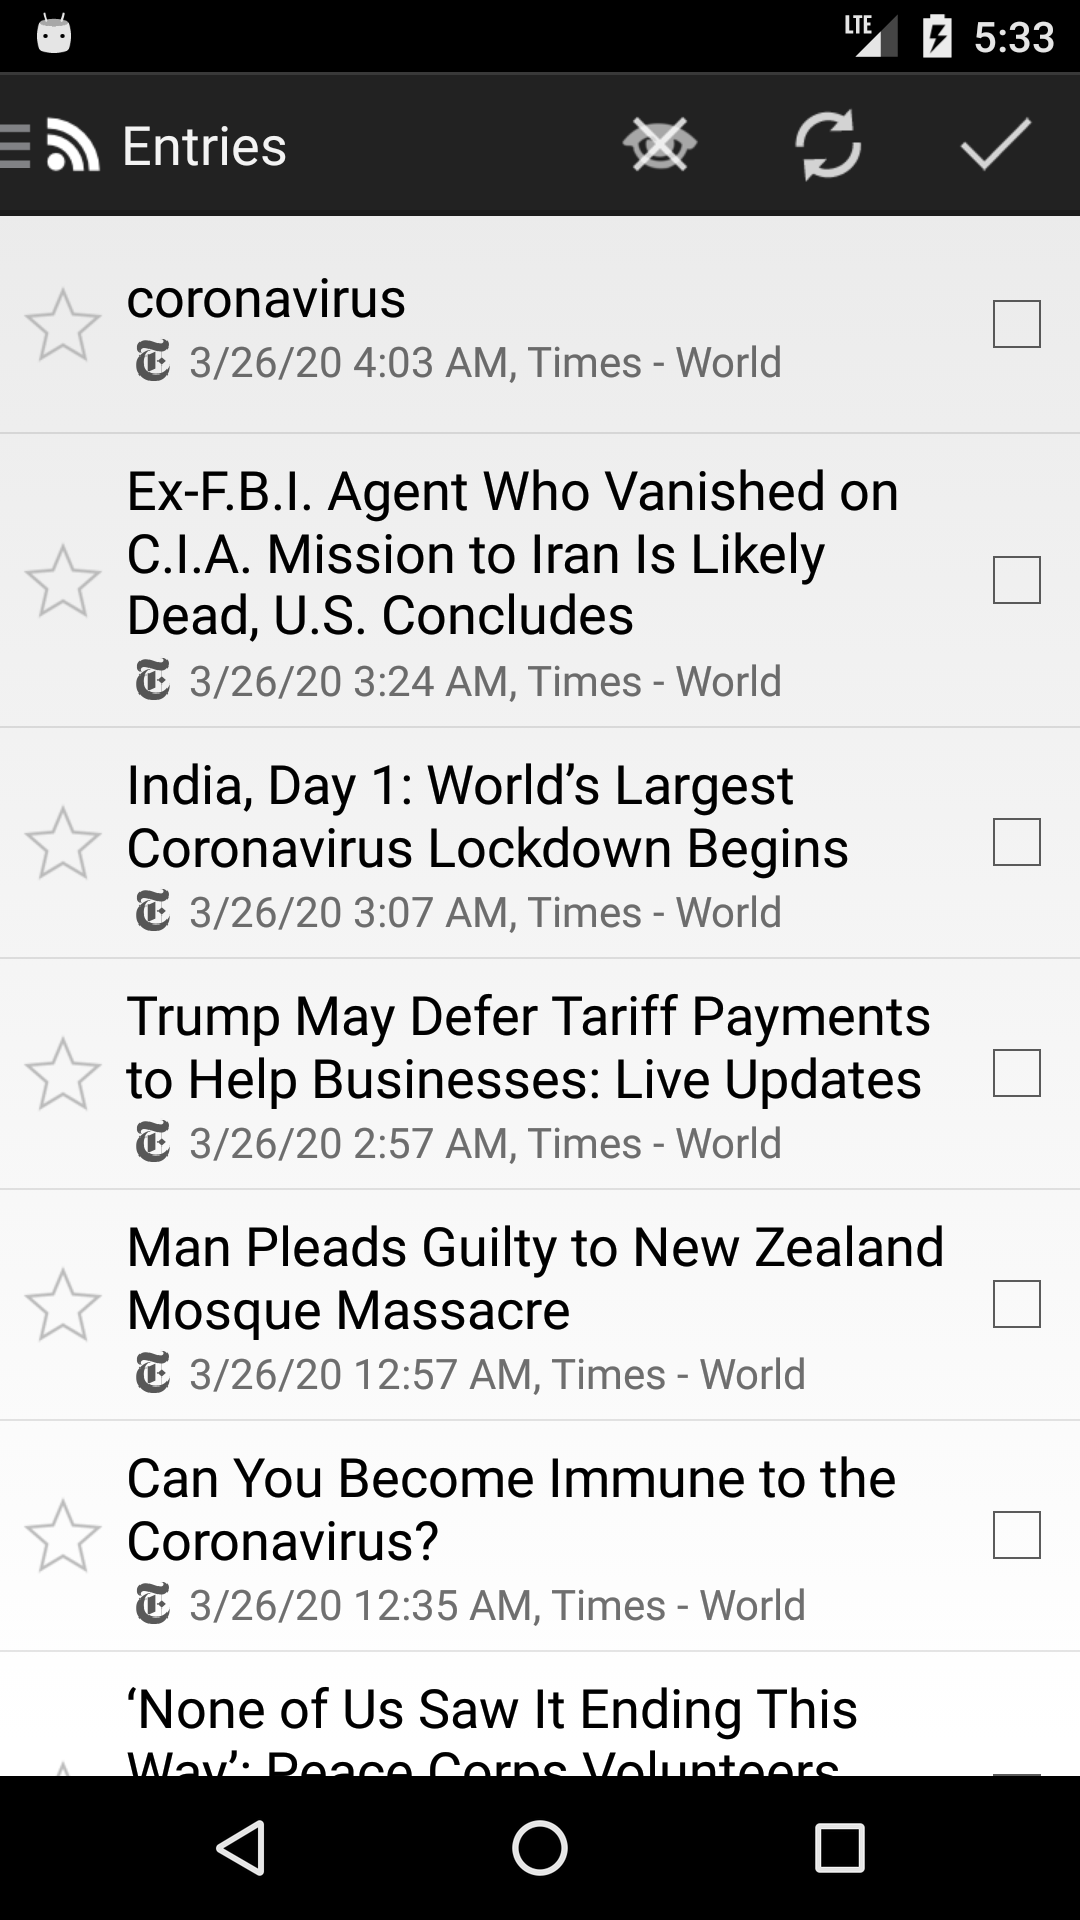 LTE 5:33
Entries
coronavirus
3/26/20 4:03 AM, Times - World
Ex-F.B.I. Agent Who Vanished on
C.I.A. Mission to Iran Is Likely
Dead, U.S. Concludes
3/26/20 3:24 AM, Times - World
India, Day 1: World’s Largest
Coronavirus Lockdown Begins
3/26/20 3:07 AM, Times - World
Trump May Defer Tariff Payments
to Help Businesses: Live Updates
3/26/20 2:57 AM, Times - World
Man Pleads Guilty to New Zealand
Mosque Massacre
3/26/20 12:57 AM, Times - World
Can You Become Immune to the
Coronavirus?
3/26/20 12:35 AM, Times - World
‘None of Us Saw It Ending This
Way’: Peace Corps Volunteers